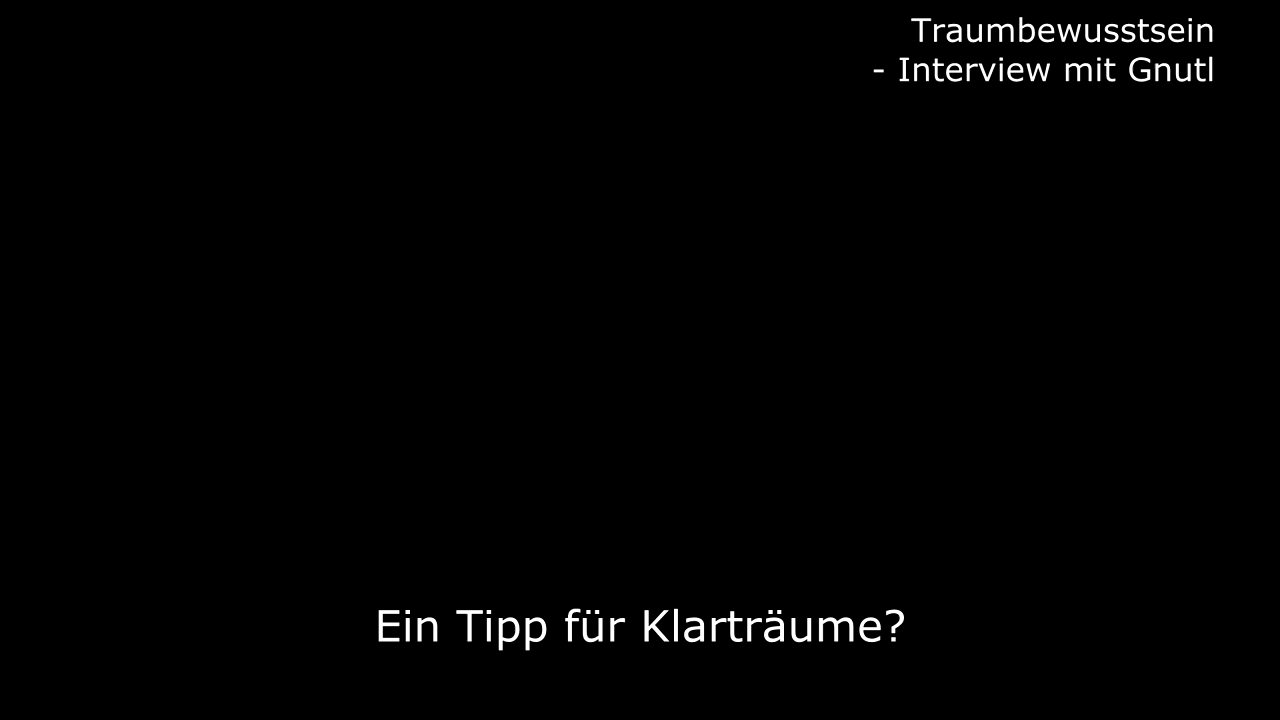 Traumbewusstsein
- Interview mit Gnutl
Ein Tipp für Klarträume?